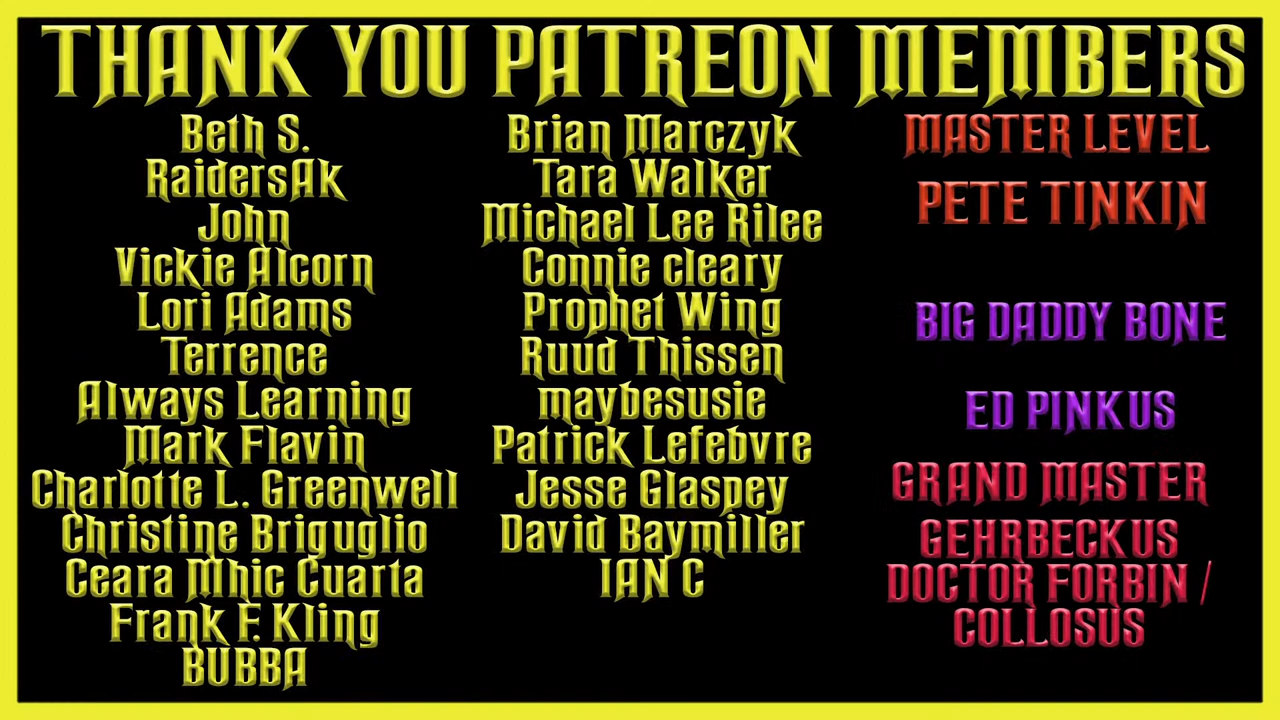 THANK YOU PATREON MEMBERS
Beth S.
RaidersAk
John
Vickie Alcorn
Lori Adams
Terrence
Always Learning
Mark Flavin
Charlotte L. Greenwell
Christine Briguglio
Ceara Mhic Cuarta
Frank F. Kling
BUBBA
Brian Marczyk
Tara Walker
Michael Lee Rilee
Connie cleary
Prophet Wing
Ruud Thissen
maybesusie
Patrick Lefebvre
Jesse Glaspey
David Baymiller
IAN C
MASTER LEVEL
PETE TINKIN
BIG DADDY BONE
ED PINKUS
GRAND MASTER
GEHRBECKUS
DOCTOR FORBIN /
COLLOSUS